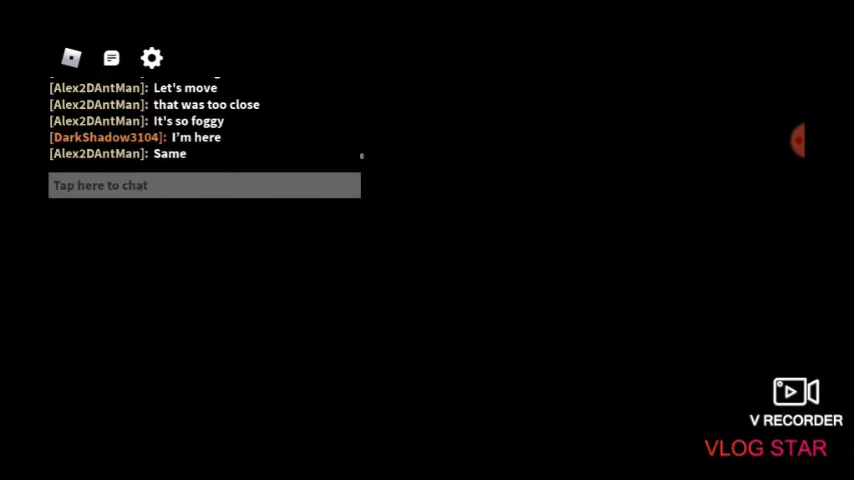 [Alex2DAntMan]: Let's move
[Alex2DAntMan]: that was too close
[Alex2DAntMan]: It's so foggy
[DarkShadow3104]: I'm here
[Alex2DAntMan]: Same
Tap here to chat
V RECORDER
VLOG STAR